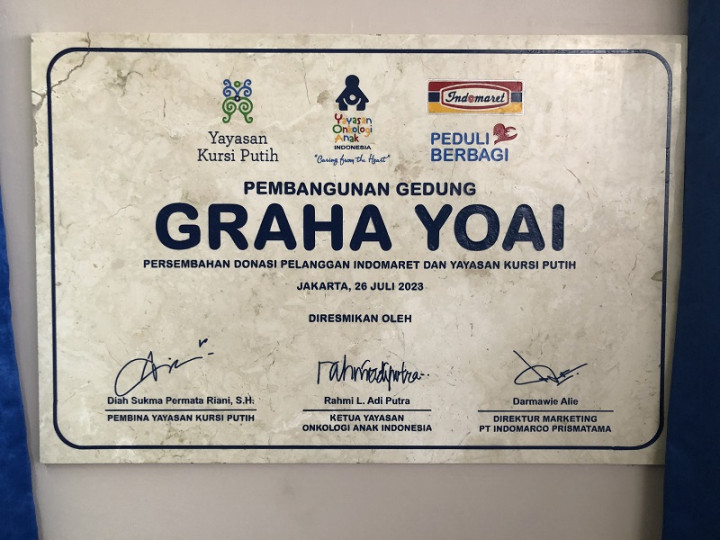 Yayasan
Kursi Putih
Yayasan
Onkologi
Anak
INDONESIA
"Caring from the Heart"
Indomaret
PEDULI
BERBAGI
PEMBANGUNAN GEDUNG
GRAHA YOAI
PERSEMBAHAN DONASI PELANGGAN INDOMARET DAN YAYASAN KURSI PUTIH
JAKARTA, 26 JULI 2023
DIRESMIKAN OLEH
Diah Sukma Permata Riani, S.H.
PEMBINA YAYASAN KURSI PUTIH
Rahmi L. Adi Putra
KETUA YAYASAN
ONKOLOGI ANAK INDONESIA
Darmawie Alie
DIREKTUR MARKETING
PT INDOMARCO PRISMATAMA